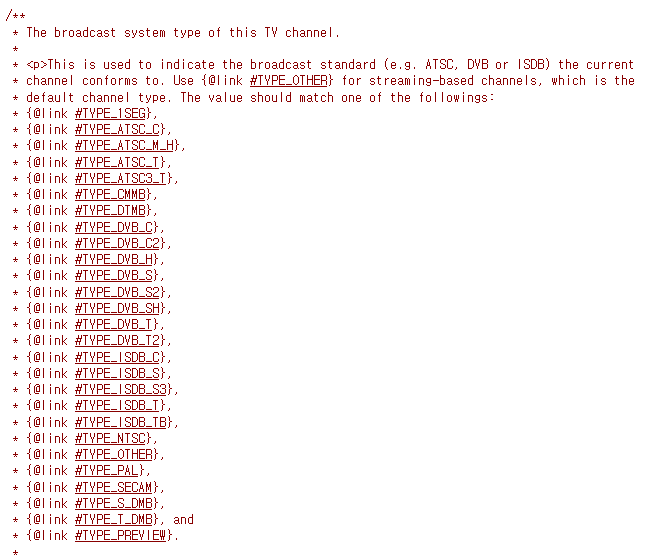 /**
 * The broadcast system type of this TV channel.
 *
 * <p>This is used to indicate the broadcast standard (e.g. ATSC, DVB or ISDB) the current
 * channel conforms to. Use {@link #TYPE_OTHER} for streaming-based channels, which is the
 * default channel type. The value should match one of the followings:
 * {@link #TYPE_1SEG},
 * {@link #TYPE_ATSC_C},
 * {@link #TYPE_ATSC_M_H},
 * {@link #TYPE_ATSC_T},
 * {@link #TYPE_ATSC3_T},
 * {@link #TYPE_CMMB},
 * {@link #TYPE_DTMB},
 * {@link #TYPE_DVB_C},
 * {@link #TYPE_DVB_C2},
 * {@link #TYPE_DVB_H},
 * {@link #TYPE_DVB_S},
 * {@link #TYPE_DVB_S2},
 * {@link #TYPE_DVB_SH},
 * {@link #TYPE_DVB_T},
 * {@link #TYPE_DVB_T2},
 * {@link #TYPE_ISDB_C},
 * {@link #TYPE_ISDB_S},
 * {@link #TYPE_ISDB_S3},
 * {@link #TYPE_ISDB_T},
 * {@link #TYPE_ISDB_TB},
 * {@link #TYPE_NTSC},
 * {@link #TYPE_OTHER},
 * {@link #TYPE_PAL},
 * {@link #TYPE_SECAM},
 * {@link #TYPE_S_DMB},
 * {@link #TYPE_T_DMB}, and
 * {@link #TYPE_PREVIEW}.
 *